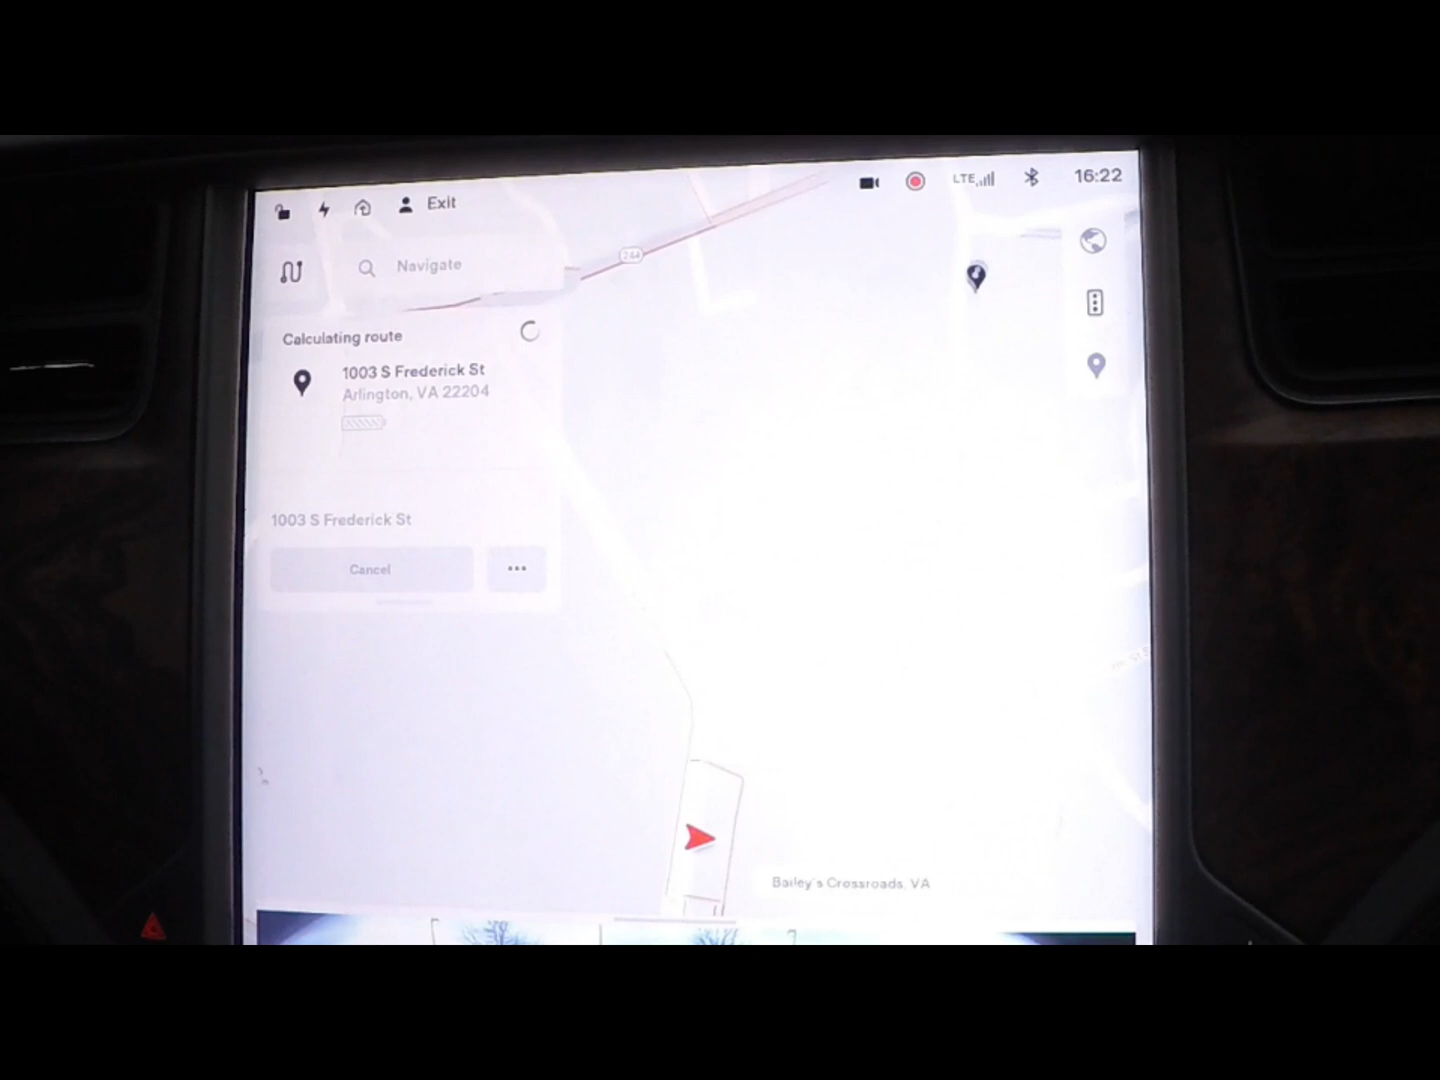 Exit
LTE
16:22
Navigate
244
Calculating route
1003 S Frederick St
Arlington, VA 22204
1003 S Frederick St
Cancel
Bailey's Crossroads, VA